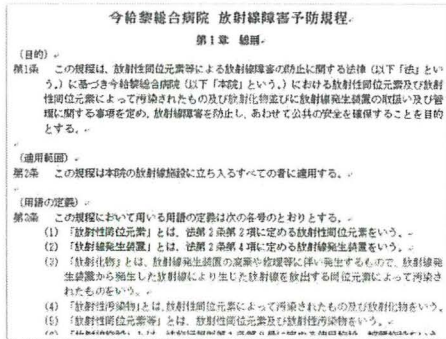 今給黎総合病院 放射線障害予防規程
第1章 総則
(目的)
第1条 この規程は、放射性同位元素等による放射線障害の防止に関する法律(以下「法」とい
う。)に基づき今給黎総合病院(以下「本院」という。)における放射性同位元素及び放射
性同位元素によって汚染されたもの及び放射化物並びに放射線発生装置の取扱い及び管
理に関する事項を定め、放射線障害を防止し、あわせて公共の安全を確保することを目的
とする。
(適用範囲)
第2条 この規程は本院の放射線施設に立ち入るすべての者に適用する。
(用語の定義)
第3条 この規程において用いる用語の定義は次の各号のとおりとする。
(1) 「放射性同位元素」とは、法第2条第2項に定める放射性同位元素をいう。
(2) 「放射線発生装置」とは、法第2条第4項に定める放射線発生装置をいう。
(3) 「放射化物」とは、放射線発生装置の廃棄や修理等に伴い発生するもので、放射線発
生装置から発生した放射線により生じた放射線を放出する同位元素によって汚染さ
れたものをいう。
(4) 「放射性汚染物」とは、放射性同位元素によって汚染されたもの及び放射化物をいう。
(5) 「放射性同位元素等」とは、放射性同位元素及び放射性汚染物をいう。